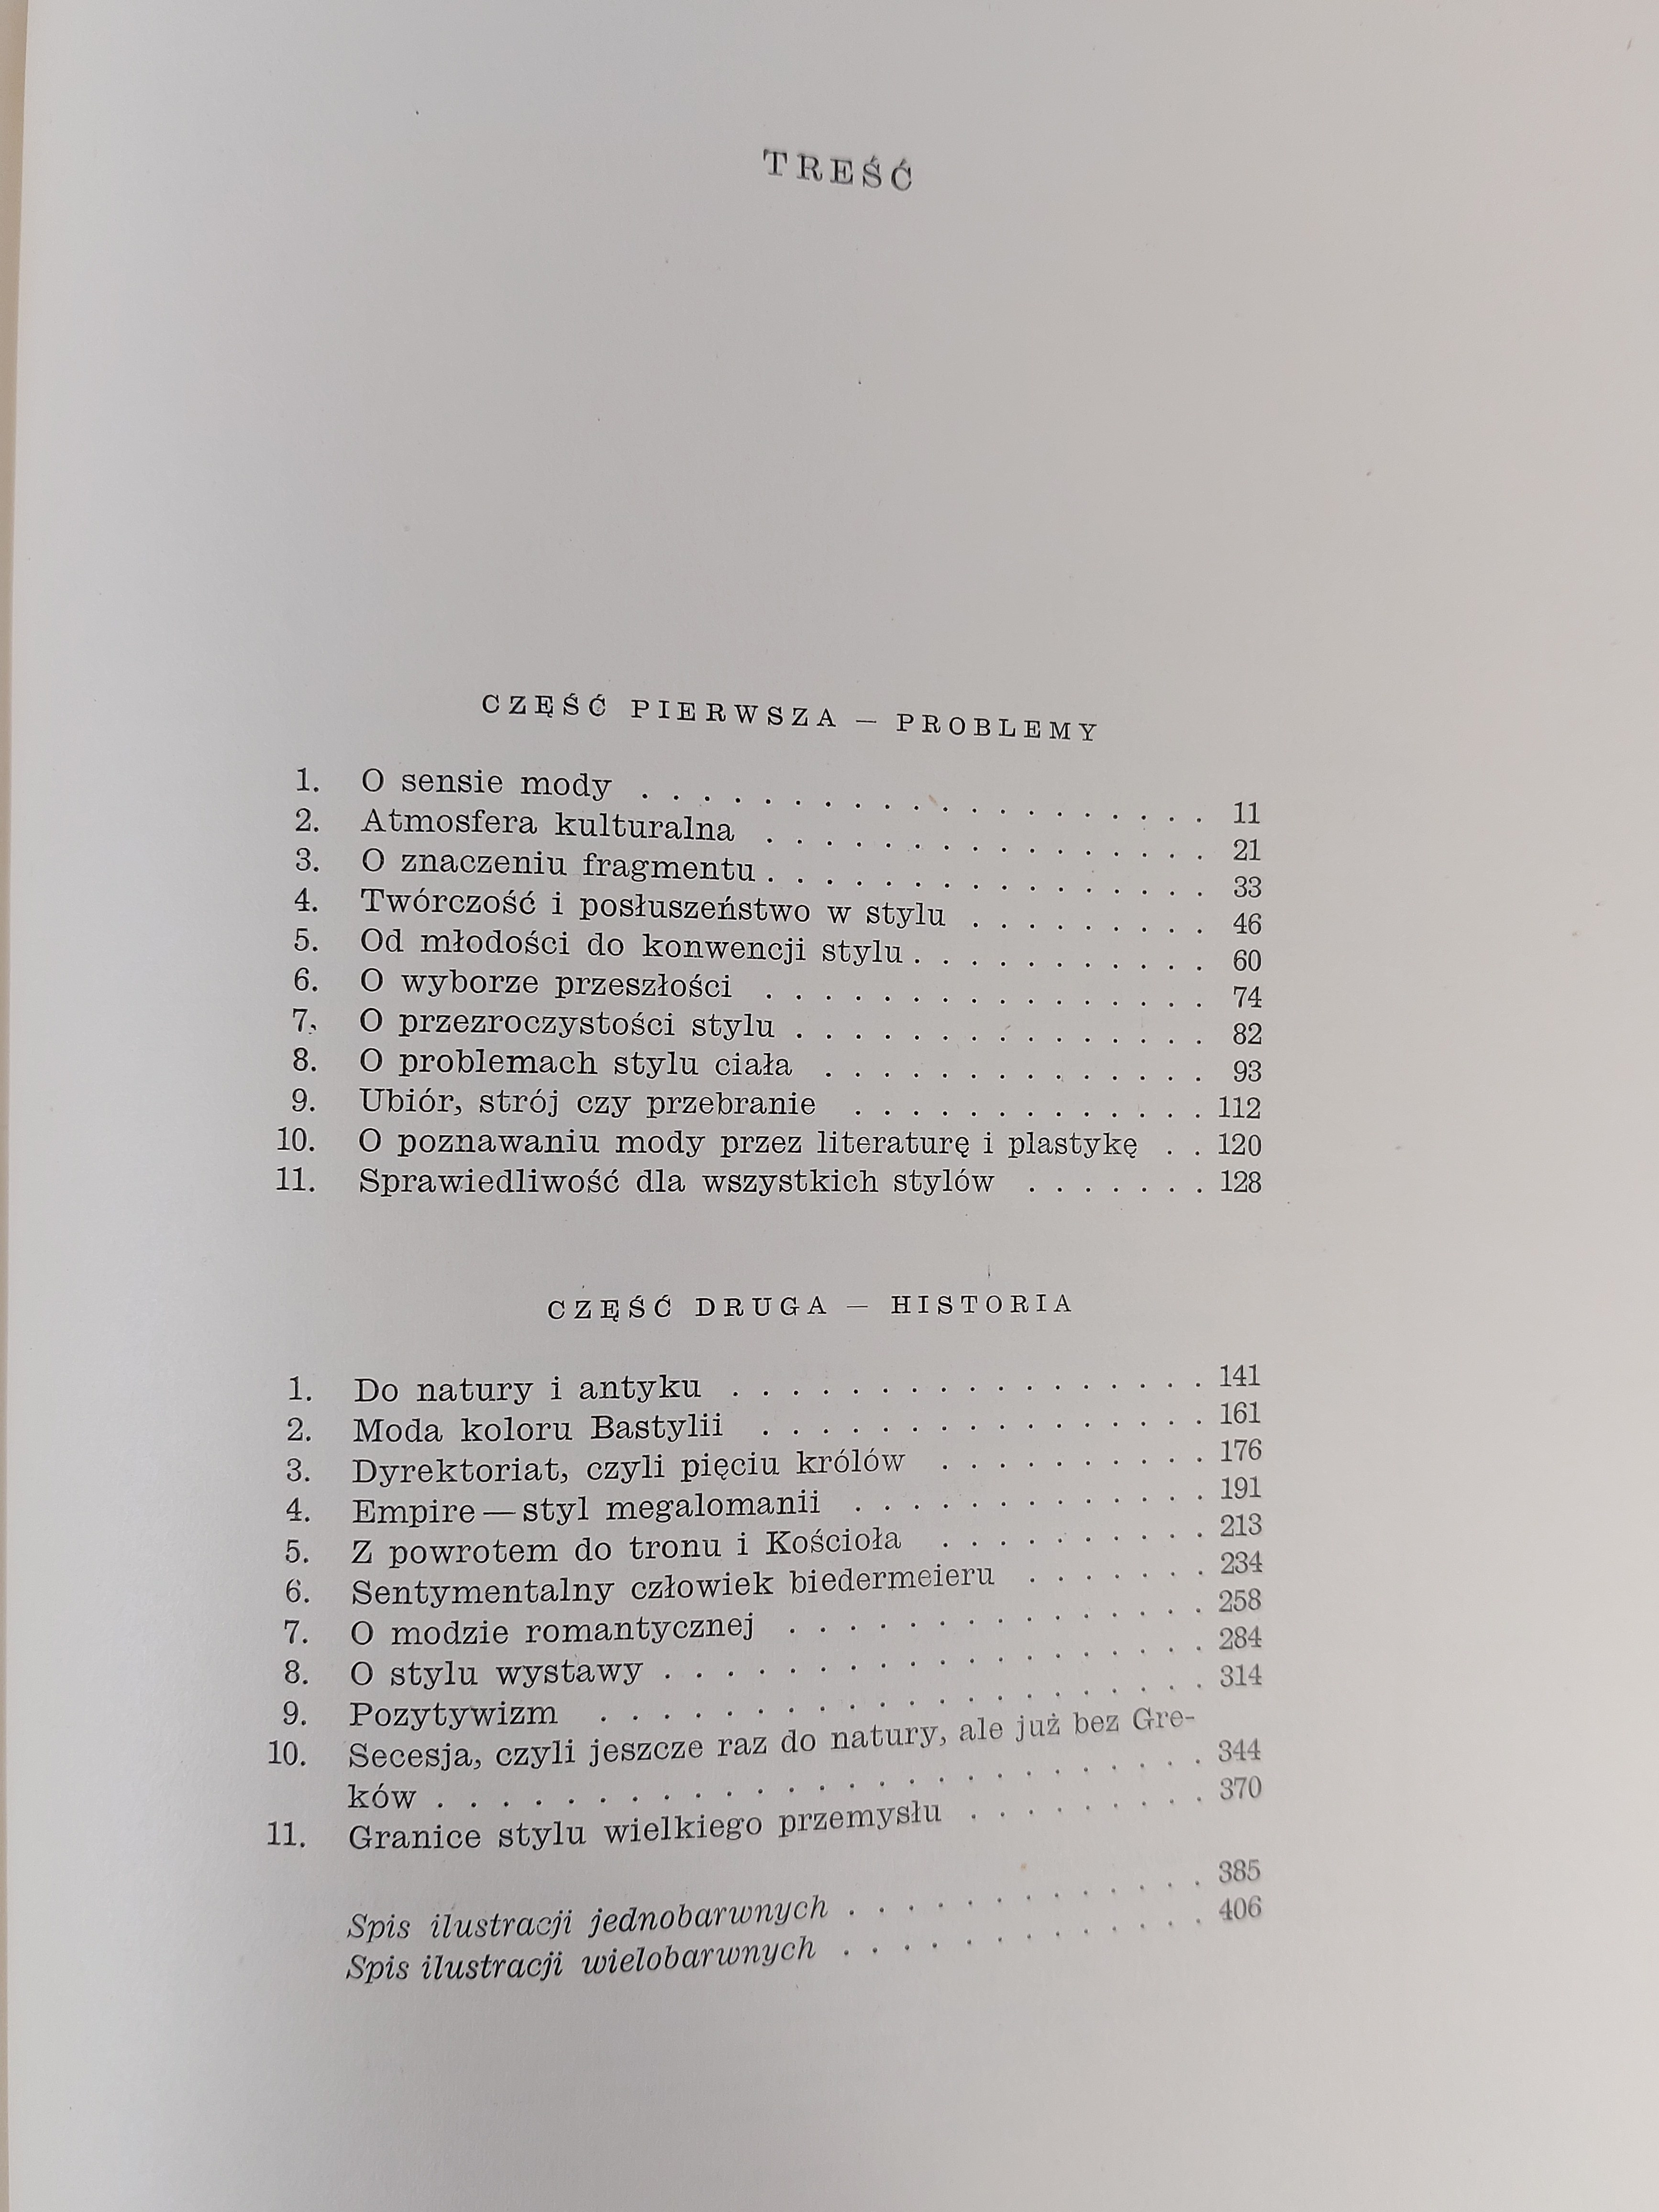 TREŚĆ
CZĘŚĆ PIERWSZA — PROBLEMY
1. O sensie mody . . . . . . . . . . . . . . . . . . . 11
2. Atmosfera kulturalna . . . . . . . . . . . . . . . 21
3. O znaczeniu fragmentu . . . . . . . . . . . . . . . 33
4. Twórczość i posłuszeństwo w stylu . . . . . . . . 46
5. Od młodości do konwencji stylu . . . . . . . . . . 60
6. O wyborze przeszłości . . . . . . . . . . . . . . . 74
7. O przezroczystości stylu . . . . . . . . . . . . . . 82
8. O problemach stylu ciała . . . . . . . . . . . . . 93
9. Ubiór, strój czy przebranie . . . . . . . . . . . . 112
10. O poznawaniu mody przez literaturę i plastykę . . 120
11. Sprawiedliwość dla wszystkich stylów . . . . . . . 128
CZĘŚĆ DRUGA — HISTORIA
1. Do natury i antyku . . . . . . . . . . . . . . . . . 141
2. Moda koloru Bastylii . . . . . . . . . . . . . . . . 161
3. Dyrektoriat, czyli pięciu królów . . . . . . . . . . 176
4. Empire — styl megalomanii . . . . . . . . . . . . . 191
5. Z powrotem do tronu i Kościoła . . . . . . . . . . 213
6. Sentymentalny człowiek biedermeieru . . . . . . . 234
7. O modzie romantycznej . . . . . . . . . . . . . . . 258
8. O stylu wystawy . . . . . . . . . . . . . . . . . . 284
9. Pozytywizm . . . . . . . . . . . . . . . . . . . . . 314
10. Secesja, czyli jeszcze raz do natury, ale już bez Gre-
ków . . . . . . . . . . . . . . . . . . . . . . . . . 344
11. Granice stylu wielkiego przemysłu . . . . . . . . . 370
Spis ilustracji jednobarwnych . . . . . . . . . . . . 385
Spis ilustracji wielobarwnych . . . . . . . . . . . . 406